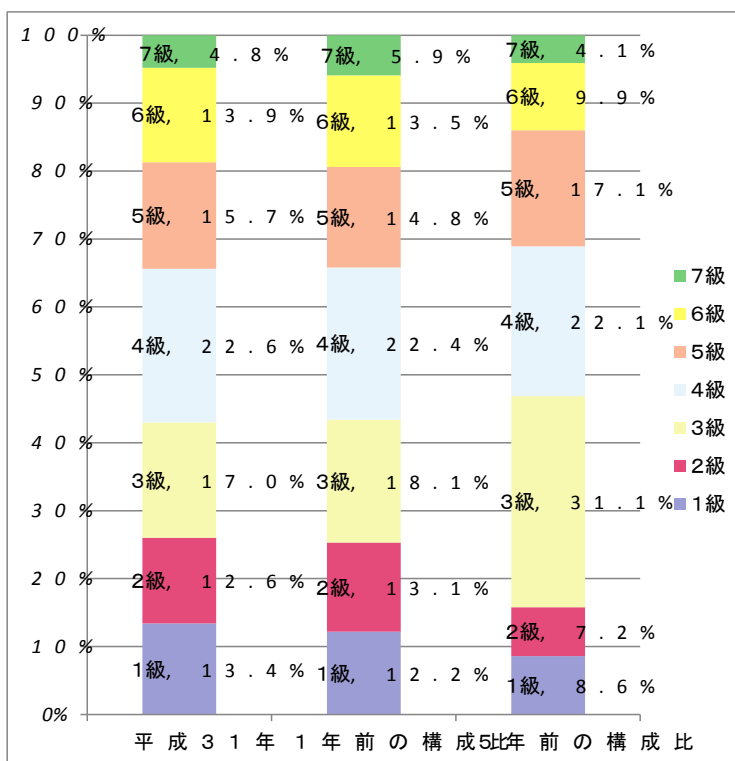 100%
90%
80%
70%
60%
50%
40%
30%
20%
10%
0%
7級, 4.8%
6級, 13.9%
5級, 15.7%
4級, 22.6%
3級, 17.0%
2級, 12.6%
1級, 13.4%
7級, 5.9%
6級, 13.5%
5級, 14.8%
4級, 22.4%
3級, 18.1%
2級, 13.1%
1級, 12.2%
7級, 4.1%
6級, 9.9%
5級, 17.1%
4級, 22.1%
3級, 31.1%
2級, 7.2%
1級, 8.6%
平成31年
1年前の構成比
5年前の構成比
7級
6級
5級
4級
3級
2級
1級